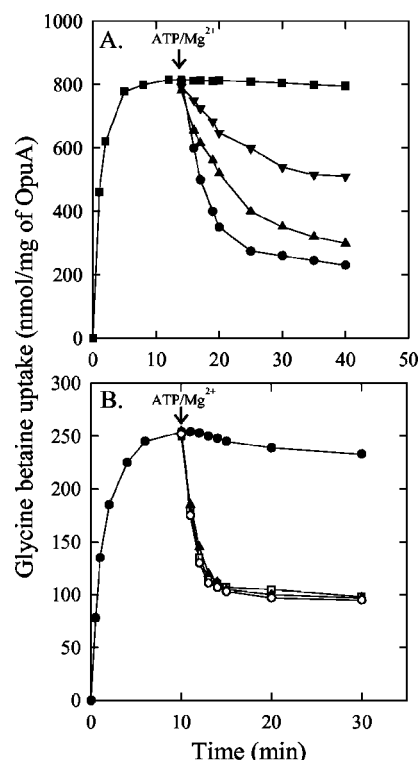 Glycine betaine uptake (nmol/mg of OpuA)
A.
ATP/Mg²⁺
1000
800
600
400
200
0
0 10 20 30 40 50
B.
ATP/Mg²⁺
300
250
200
150
100
50
0
0 10 20 30
Time (min)